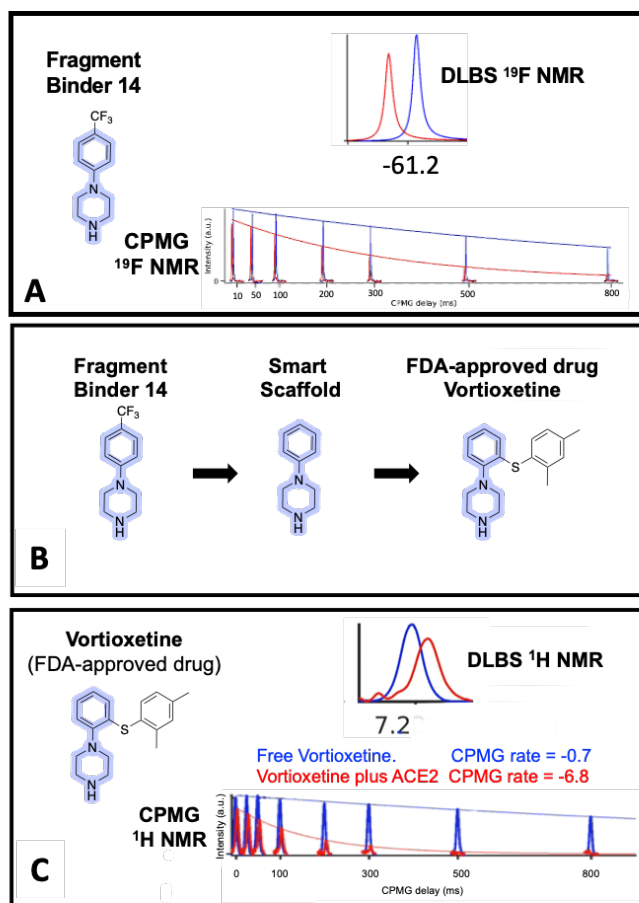 Fragment
Binder 14
CF3
N
N
H
DLBS 19F NMR
-61.2
CPMG
19F NMR
Intensity (a.u.)
0
10 50 100 200 300 500 800
CPMG delay (ms)
A
Fragment
Binder 14
CF3
N
N
H
Smart
Scaffold
N
N
H
FDA-approved drug
Vortioxetine
S
N
N
H
B
Vortioxetine
(FDA-approved drug)
S
N
N
H
DLBS 1H NMR
7.2
Free Vortioxetine. CPMG rate = -0.7
Vortioxetine plus ACE2 CPMG rate = -6.8
CPMG
1H NMR
Intensity (a.u.)
0 100 300 500 800
CPMG delay (ms)
C